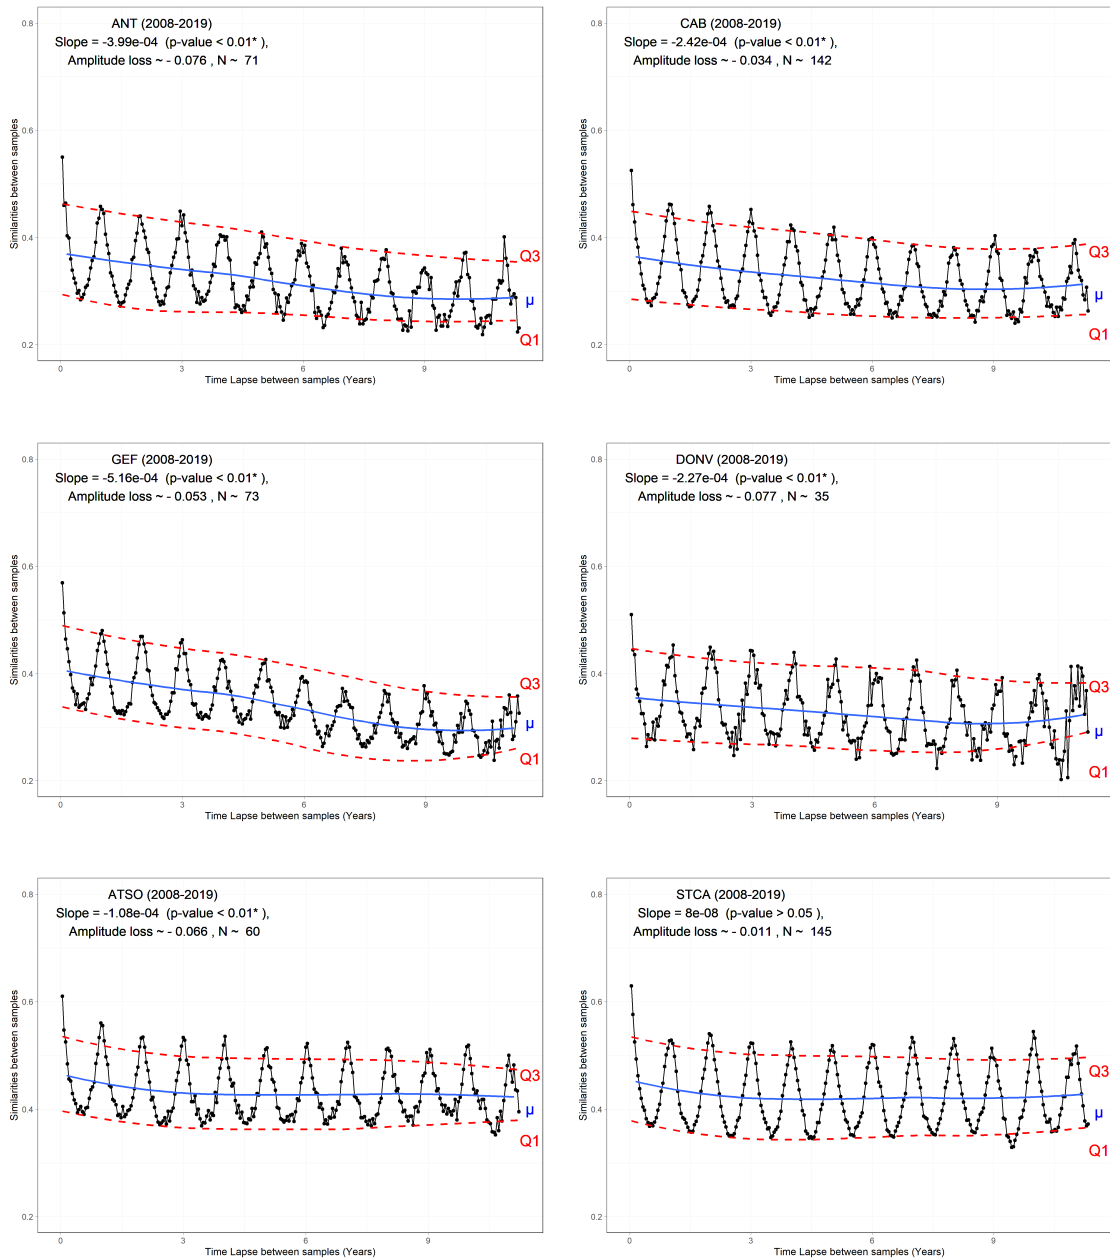 ANT (2008-2019)
Slope = -3.99e-04 (p-value < 0.01* ),
Amplitude loss ~ - 0.076 , N ~ 71
0.8
0.6
0.4
0.2
Similarities between samples
Q3
µ
Q1
0
3
6
9
Time Lapse between samples (Years)
CAB (2008-2019)
Slope = -2.42e-04 (p-value < 0.01* ),
Amplitude loss ~ - 0.034 , N ~ 142
0.8
0.6
0.4
0.2
Similarities between samples
Q3
µ
Q1
0
3
6
9
Time Lapse between samples (Years)
GEF (2008-2019)
Slope = -5.16e-04 (p-value < 0.01* ),
Amplitude loss ~ - 0.053 , N ~ 73
0.8
0.6
0.4
0.2
Similarities between samples
Q3
µ
Q1
0
3
6
9
Time Lapse between samples (Years)
DONV (2008-2019)
Slope = -2.27e-04 (p-value < 0.01* ),
Amplitude loss ~ - 0.077 , N ~ 35
0.8
0.6
0.4
0.2
Similarities between samples
Q3
µ
Q1
0
3
6
9
Time Lapse between samples (Years)
ATSO (2008-2019)
Slope = -1.08e-04 (p-value < 0.01* ),
Amplitude loss ~ - 0.066 , N ~ 60
0.8
0.6
0.4
0.2
Similarities between samples
Q3
µ
Q1
0
3
6
9
Time Lapse between samples (Years)
STCA (2008-2019)
Slope = 8e-08 (p-value > 0.05 ),
Amplitude loss ~ - 0.011 , N ~ 145
0.8
0.6
0.4
0.2
Similarities between samples
Q3
µ
Q1
0
3
6
9
Time Lapse between samples (Years)